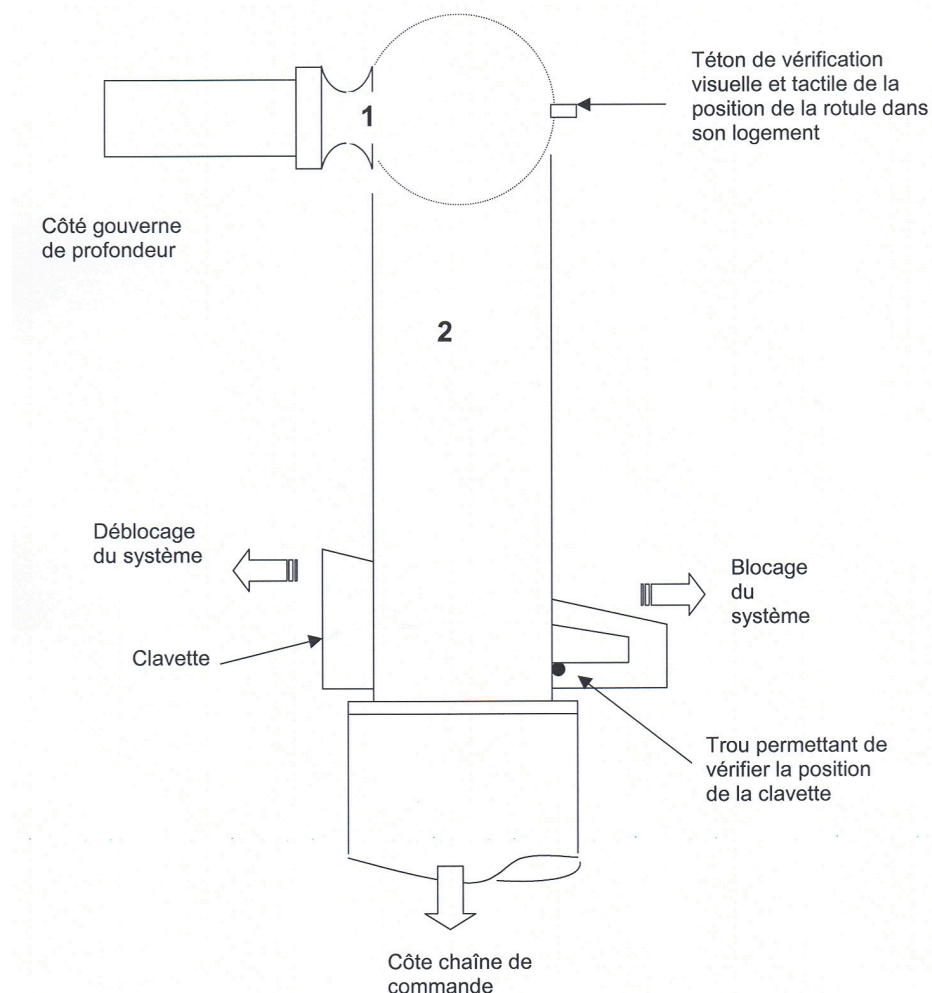 Téton de vérification
visuelle et tactile de la
position de la rotule dans
son logement
1
Côté gouverne
de profondeur
2
Déblocage
du système
Blocage
du
système
Clavette
Trou permettant de
vérifier la position
de la clavette
Côte chaîne de
commande